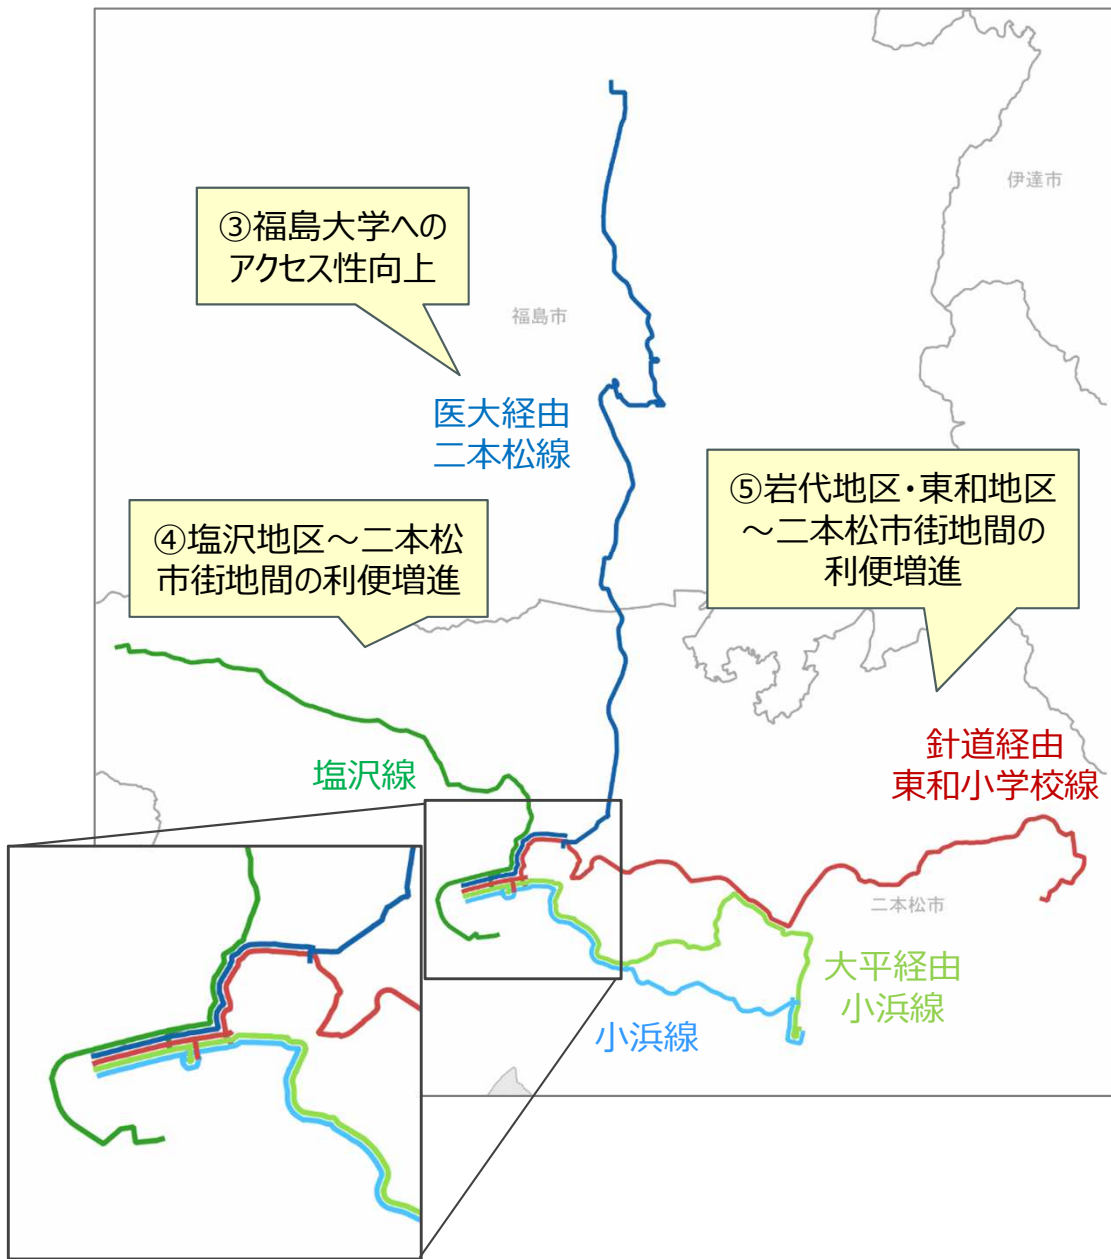 伊達市
③福島大学への
アクセス性向上
福島市
医大経由
二本松線
⑤岩代地区・東和地区
～二本松市街地間の
利便増進
④塩沢地区～二本松
市街地間の利便増進
針道経由
東和小学校線
塩沢線
二本松市
大平経由
小浜線
小浜線